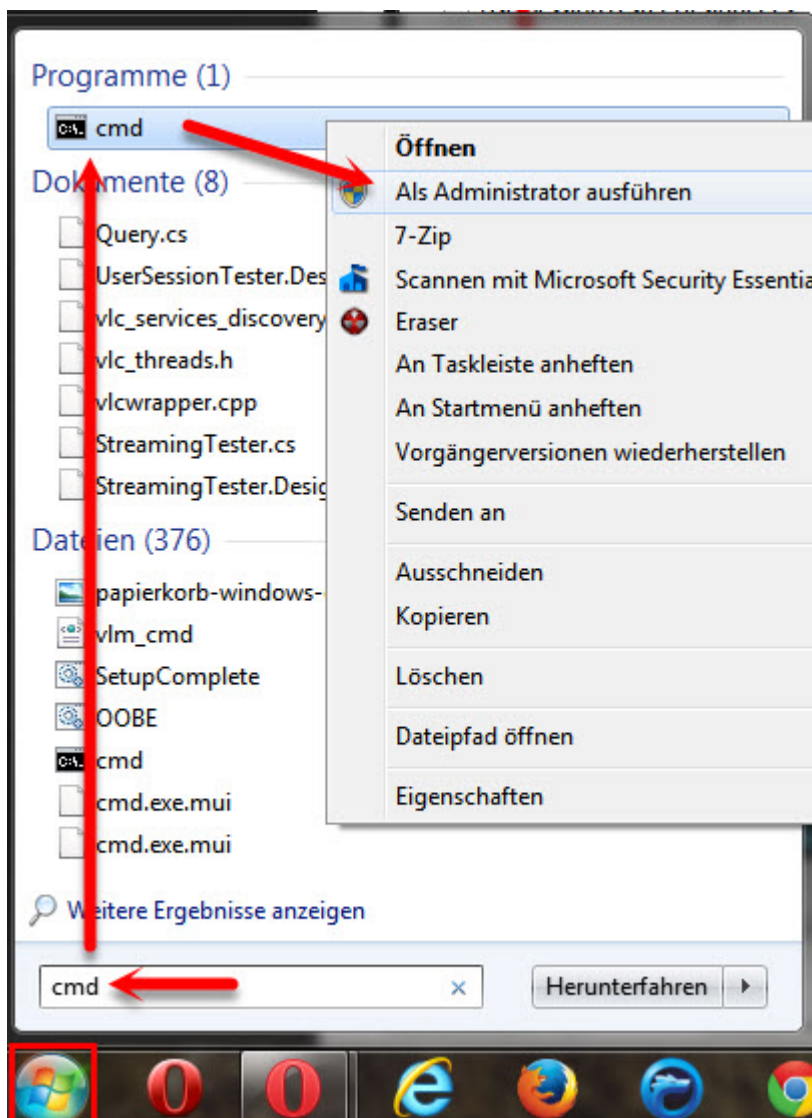 Programme (1)
cmd
Öffnen
Dokumente (8)
Als Administrator ausführen
Query.cs
7-Zip
UserSessionTester.Des
Scannen mit Microsoft Security Essentia
vlc_services_discovery
Eraser
vlc_threads.h
An Taskleiste anheften
vlcwrapper.cpp
An Startmenü anheften
StreamingTester.cs
Vorgängerversionen wiederherstellen
StreamingTester.Desig
Senden an
Dateien (376)
Ausschneiden
papierkorb-windows-
Kopieren
vlm_cmd
SetupComplete
Löschen
OOBE
Dateipfad öffnen
cmd
cmd.exe.mui
Eigenschaften
cmd.exe.mui
Weitere Ergebnisse anzeigen
cmd
Herunterfahren